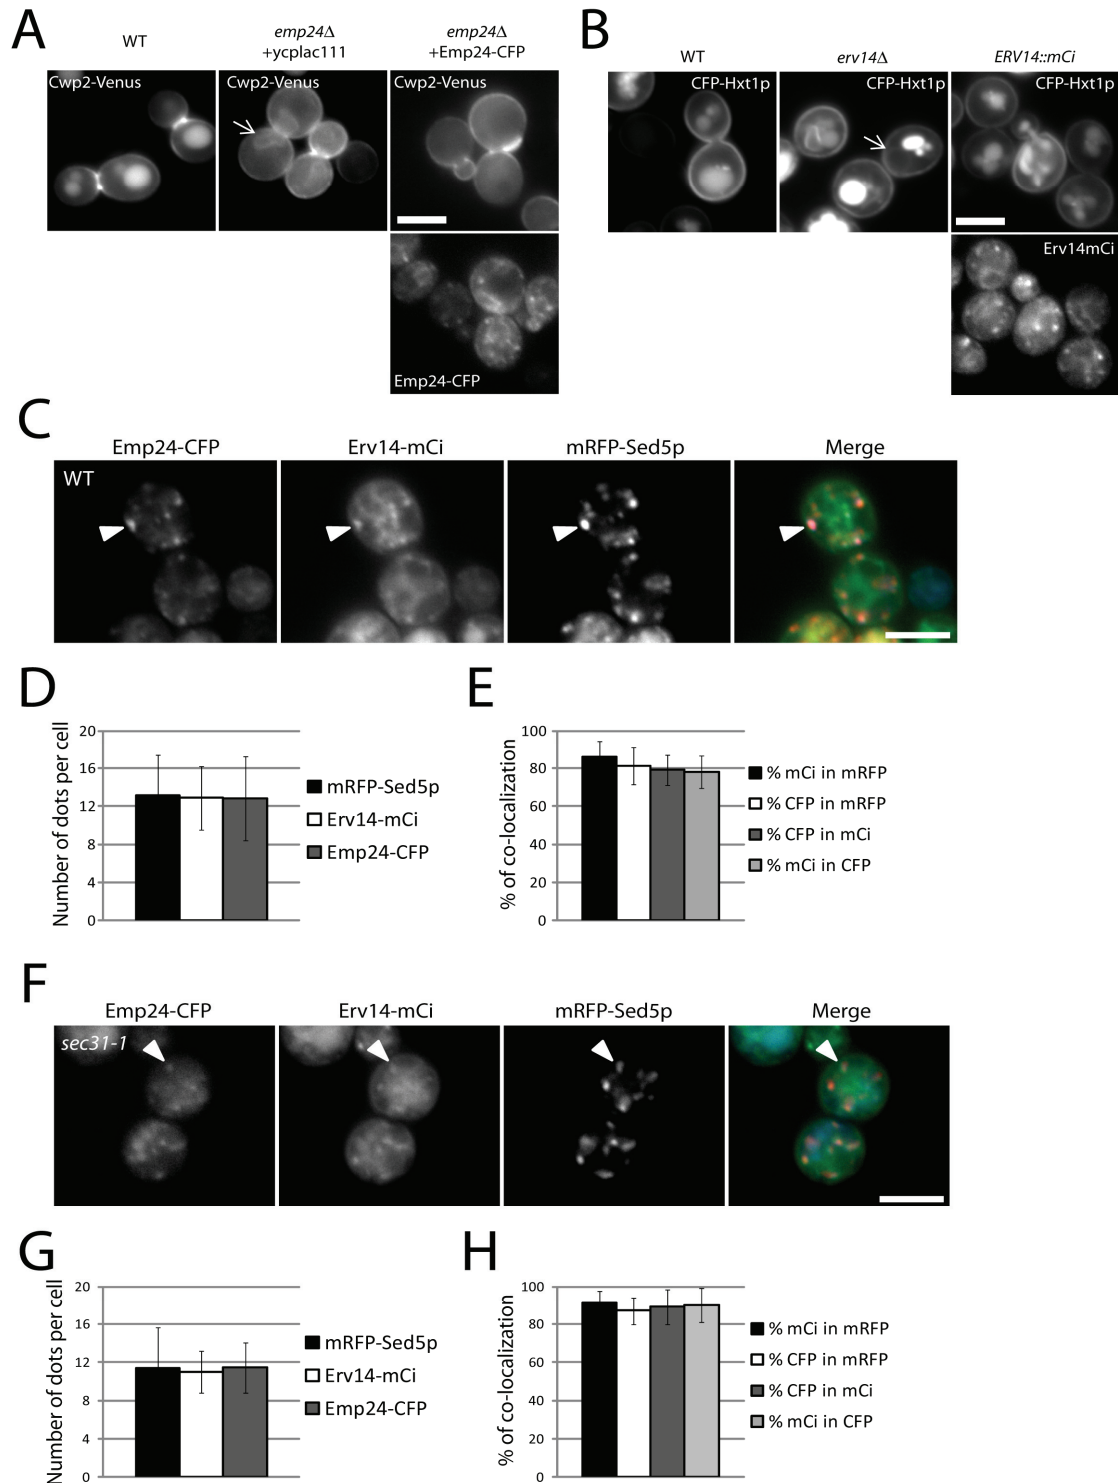 A
WT
emp24Δ
+ycplac111
emp24Δ
+Emp24-CFP
Cwp2-Venus
Cwp2-Venus
Cwp2-Venus
Emp24-CFP
B
WT
erv14Δ
ERV14::mCi
CFP-Hxt1p
CFP-Hxt1p
CFP-Hxt1p
Erv14mCi
C
Emp24-CFP
Erv14-mCi
mRFP-Sed5p
Merge
WT
D
Number of dots per cell
20
16
12
8
4
0
mRFP-Sed5p
Erv14-mCi
Emp24-CFP
E
% of co-localization
100
80
60
40
20
0
% mCi in mRFP
% CFP in mRFP
% CFP in mCi
% mCi in CFP
F
Emp24-CFP
Erv14-mCi
mRFP-Sed5p
Merge
sec31-1
G
Number of dots per cell
20
16
12
8
4
0
mRFP-Sed5p
Erv14-mCi
Emp24-CFP
H
% of co-localization
100
80
60
40
20
0
% mCi in mRFP
% CFP in mRFP
% CFP in mCi
% mCi in CFP